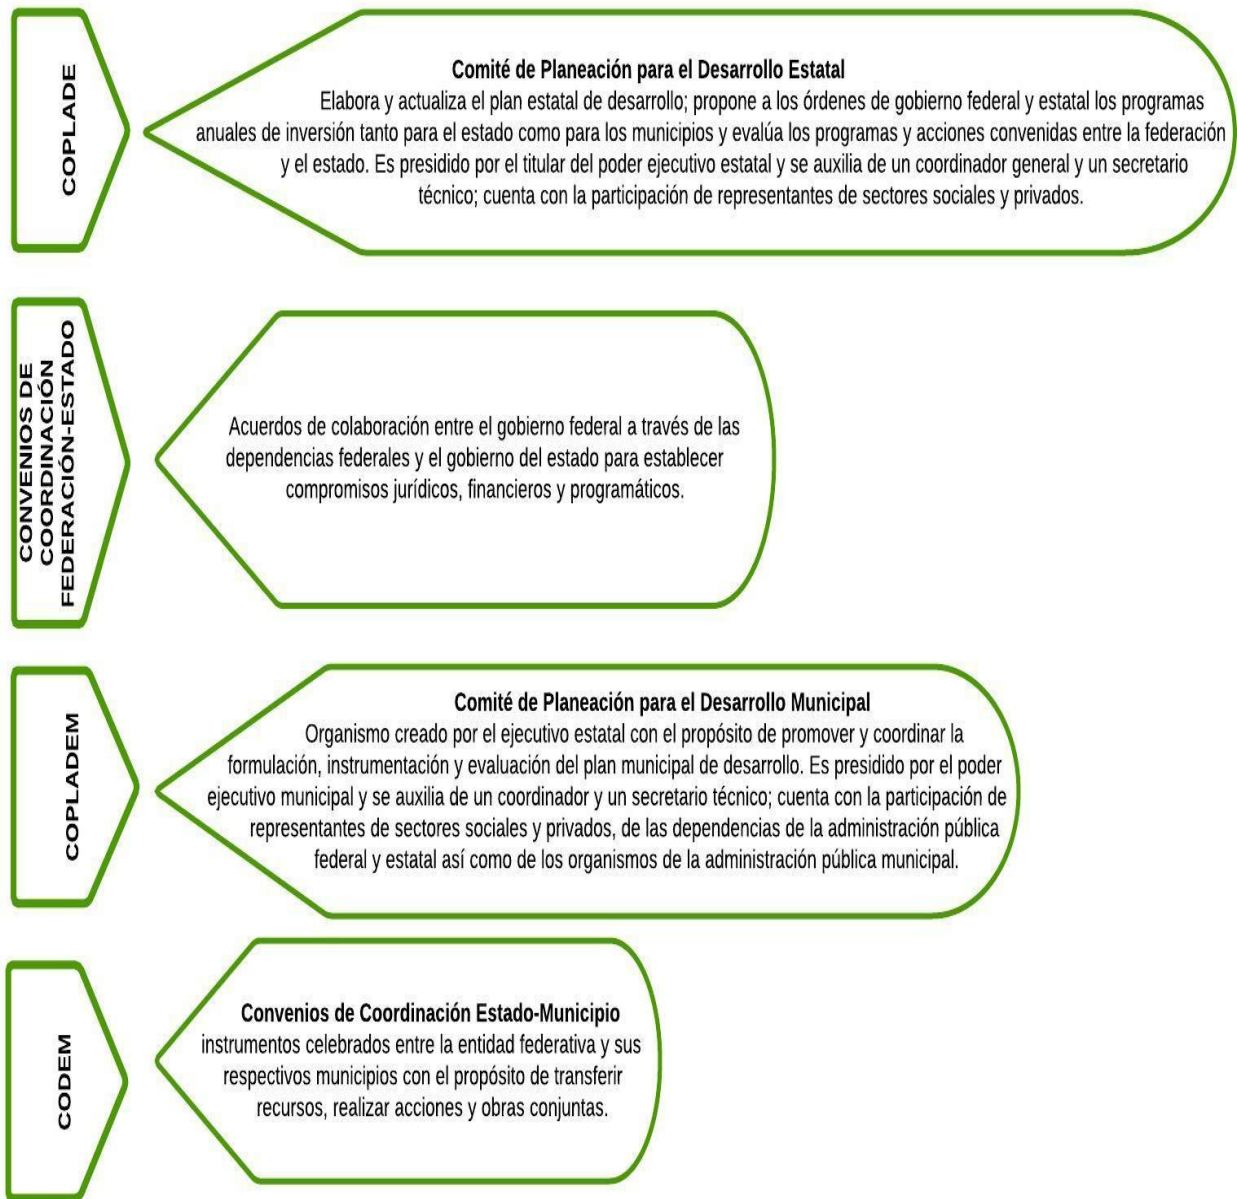 COPLADE
Comité de Planeación para el Desarrollo Estatal
Elabora y actualiza el plan estatal de desarrollo; propone a los órdenes de gobierno federal y estatal los programas
anuales de inversión tanto para el estado como para los municipios y evalúa los programas y acciones convenidas entre la federación
y el estado. Es presidido por el titular del poder ejecutivo estatal y se auxilia de un coordinador general y un secretario
técnico; cuenta con la participación de representantes de sectores sociales y privados.
CONVENIOS DE
COORDINACIÓN
FEDERACIÓN-ESTADO
Acuerdos de colaboración entre el gobierno federal a través de las
dependencias federales y el gobierno del estado para establecer
compromisos jurídicos, financieros y programáticos.
COPLADEM
Comité de Planeación para el Desarrollo Municipal
Organismo creado por el ejecutivo estatal con el propósito de promover y coordinar la
formulación, instrumentación y evaluación del plan municipal de desarrollo. Es presidido por el poder
ejecutivo municipal y se auxilia de un coordinador y un secretario técnico; cuenta con la participación de
representantes de sectores sociales y privados, de las dependencias de la administración pública
federal y estatal así como de los organismos de la administración pública municipal.
CODEM
Convenios de Coordinación Estado-Municipio
instrumentos celebrados entre la entidad federativa y sus
respectivos municipios con el propósito de transferir
recursos, realizar acciones y obras conjuntas.